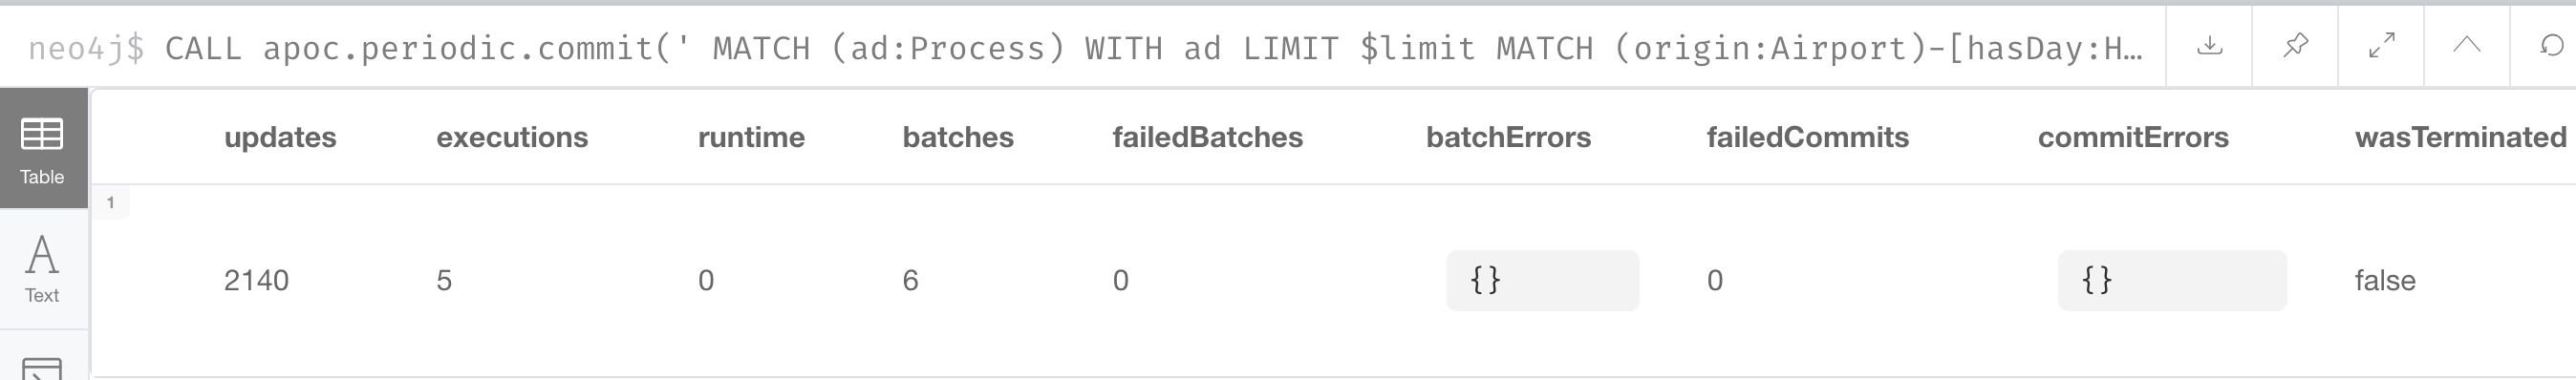 neo4j$ CALL apoc.periodic.commit(' MATCH (ad:Process) WITH ad LIMIT $limit MATCH (origin:Airport)-[hasDay:H…
Table
updates executions runtime batches failedBatches batchErrors failedCommits commitErrors wasTerminated
1
2140 5 0 6 0 {} 0 {} false
A
Text